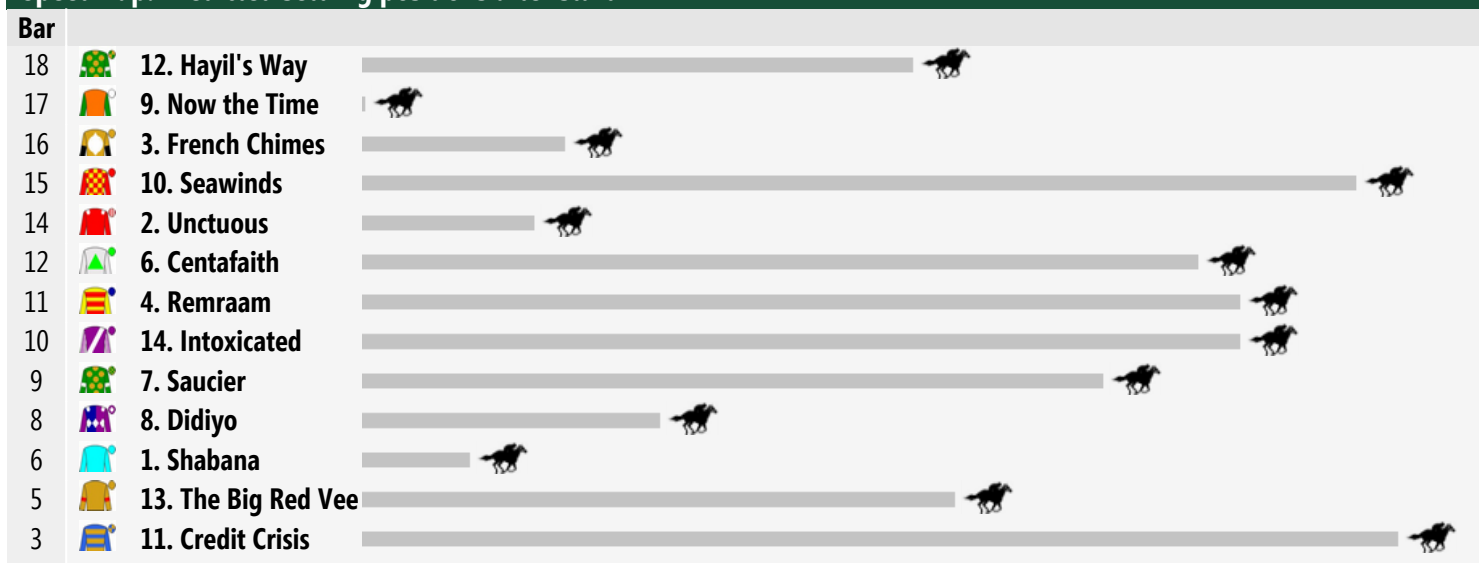 Bar
18 12. Hayil's Way
17 9. Now the Time
16 3. French Chimes
15 10. Seawinds
14 2. Unctuous
12 6. Centafaith
11 4. Remraam
10 14. Intoxicated
9 7. Saucier
8 8. Didiyo
6 1. Shabana
5 13. The Big Red Vee
3 11. Credit Crisis